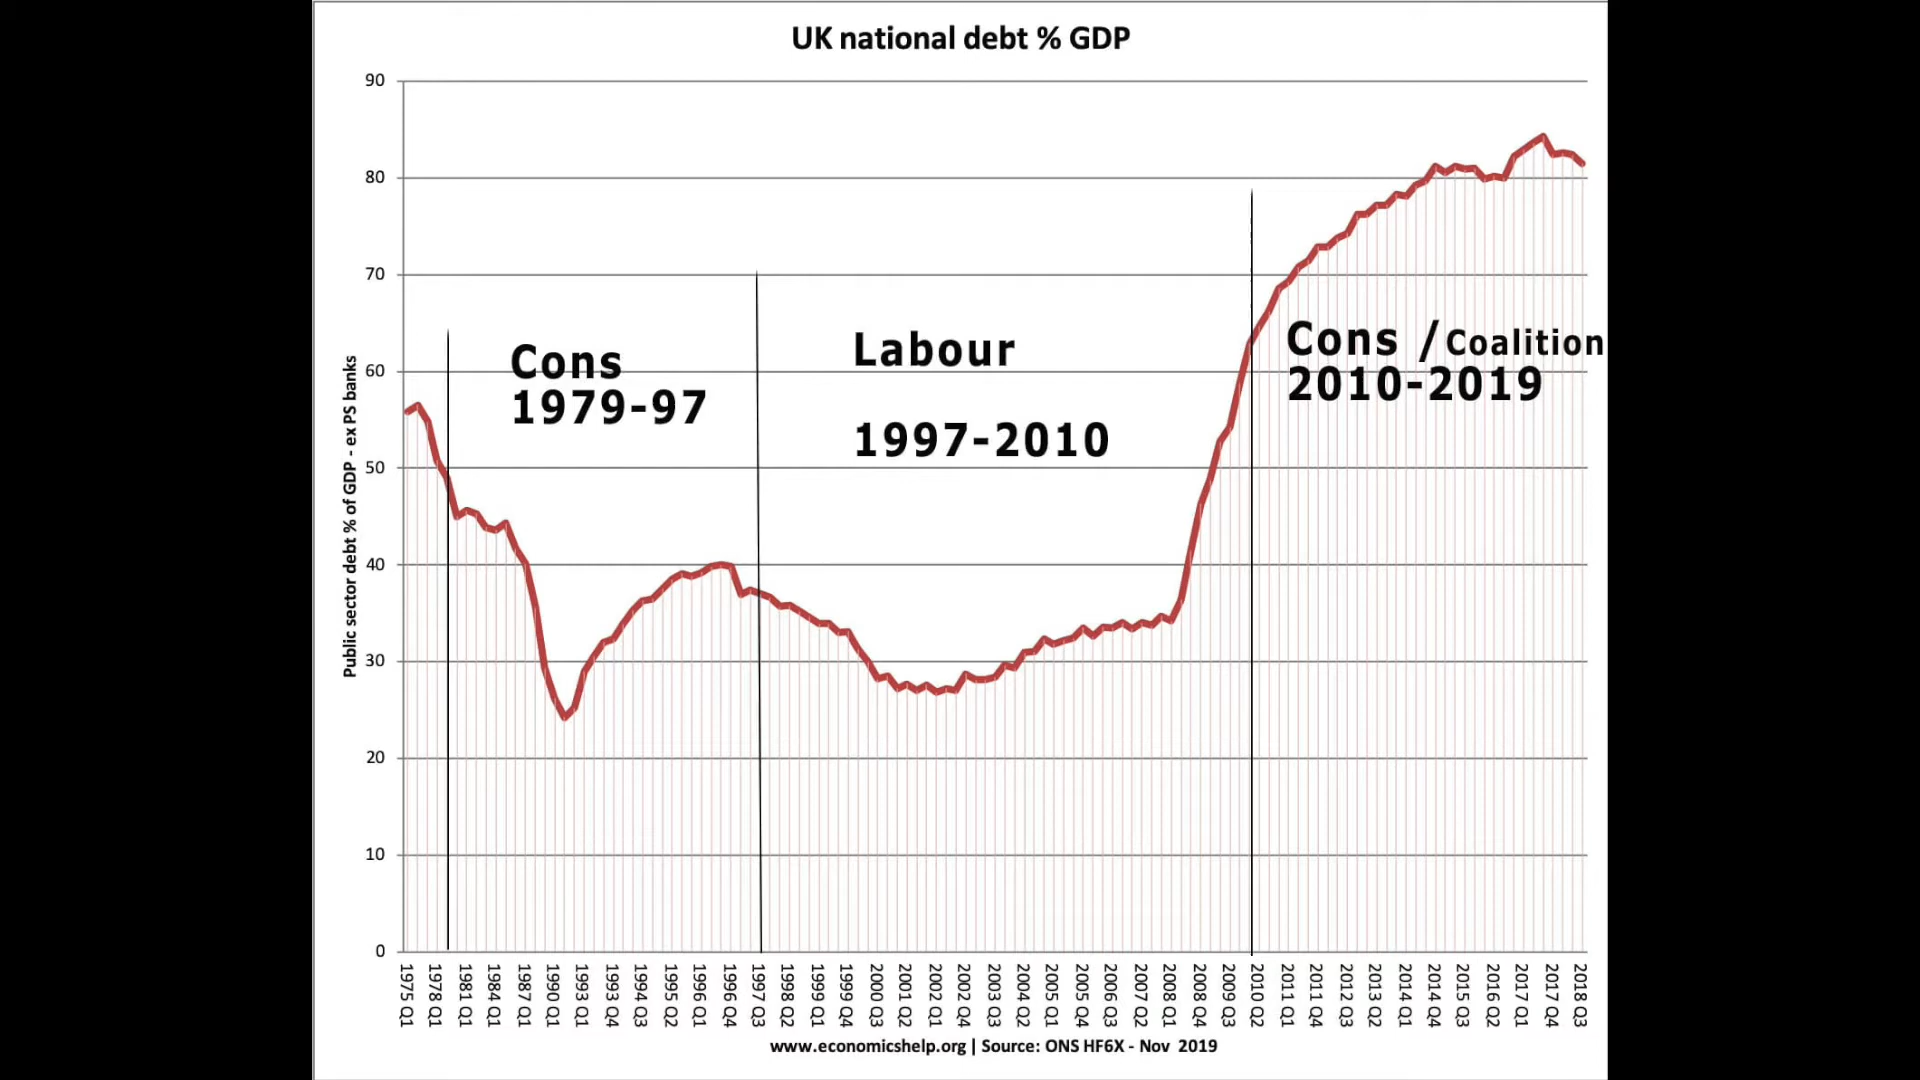 UK national debt % GDP
90
80
70
60
50
40
30
20
10
0
Public sector debt % of GDP - ex PS banks
Cons
1979-97
Labour
1997-2010
Cons /Coalition
2010-2019
1975 Q1
1978 Q1
1981 Q1
1984 Q1
1987 Q1
1990 Q1
1993 Q1
1993 Q4
1994 Q3
1995 Q2
1996 Q1
1996 Q4
1997 Q3
1998 Q2
1999 Q1
1999 Q4
2000 Q3
2001 Q2
2002 Q1
2002 Q4
2003 Q3
2004 Q2
2005 Q1
2005 Q4
2006 Q3
2007 Q2
2008 Q1
2008 Q4
2009 Q3
2010 Q2
2011 Q1
2011 Q4
2012 Q3
2013 Q2
2014 Q1
2014 Q4
2015 Q3
2016 Q2
2017 Q1
2017 Q4
2018 Q3
www.economicshelp.org | Source: ONS HF6X - Nov 2019